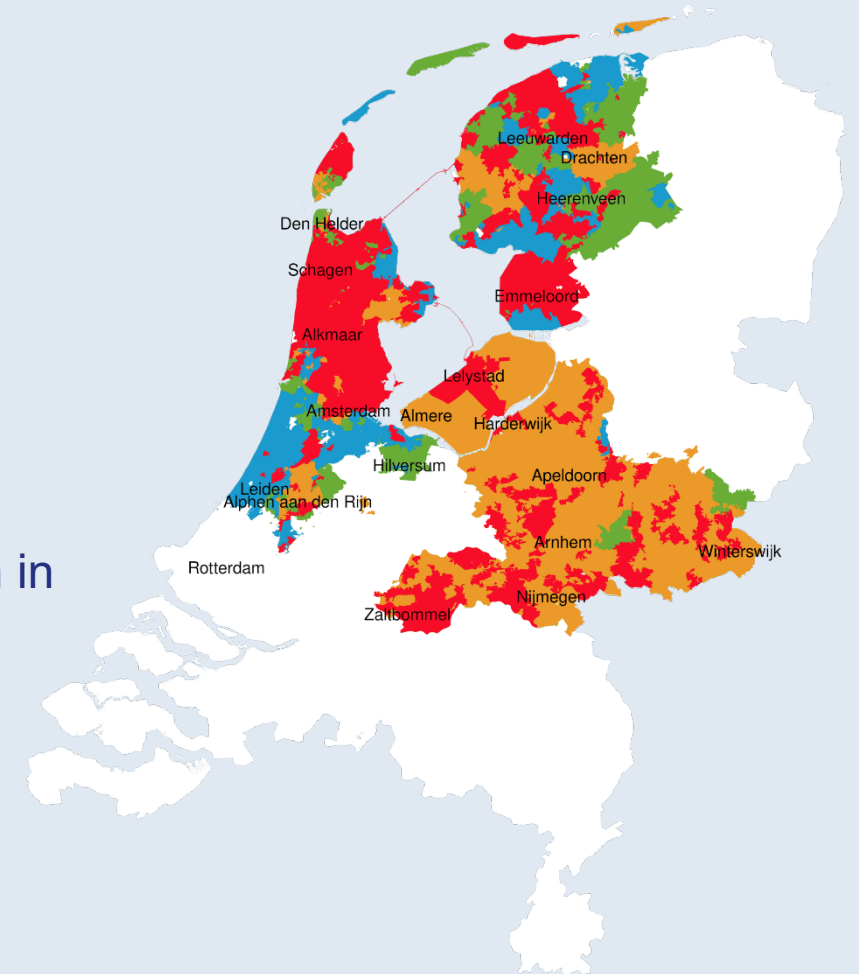 Leeuwarden
Drachten
Heerenveen
Den Helder
Schagen
Emmeloord
Alkmaar
Lelystad
Amsterdam
Almere
Harderwijk
Hilversum
Apeldoorn
Leiden
Alphen aan den Rijn
Arnhem
Winterswijk
Rotterdam
in
Nijmegen
Zaltbommel